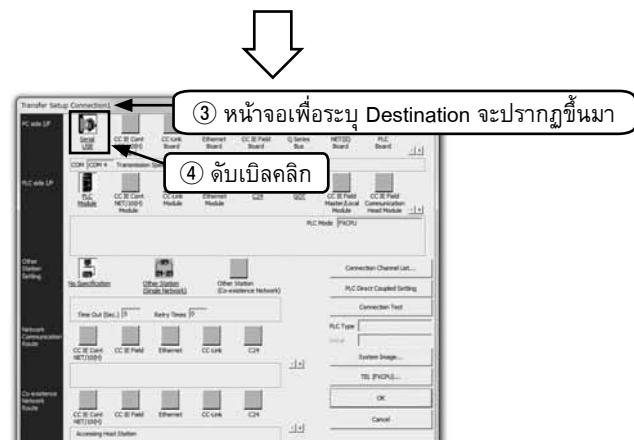 Transfer Setup Connection1
③ หน้าจอเพื่อระบุ Destination จะปรากฏขึ้นมา
PC side I/F
Serial USB
CC IE Cont NET/10(H) Board
CC-Link Board
Ethernet Board
CC IE Field Board
Q Series Bus
NET(II) Board
PLC Board
④ ดับเบิลคลิก
COM COM 4 Transmission Spe
PLC side I/F
PLC Module
CC IE Cont NET/10(H) Module
CC-Link Module
Ethernet Module
C24
GOT
CC IE Field Master/Local Module
CC IE Field Communication Head Module
PLC Mode FXCPU
Other Station Setting
No Specification
Other Station (Single Network)
Other Station (Co-existence Network)
Connection Channel List...
PLC Direct Coupled Setting
Time Out (Sec.)
Retry Times 0
Connection Test
Network Communication Route
CC IE Cont NET/10(H)
CC IE Field
Ethernet
CC-Link
C24
PLC Type
System Image...
TEL (FXCPU)...
Co-existence Network Route
CC IE Cont NET/10(H)
CC IE Field
Ethernet
CC-Link
C24
OK
Cancel
Accessing Host Station